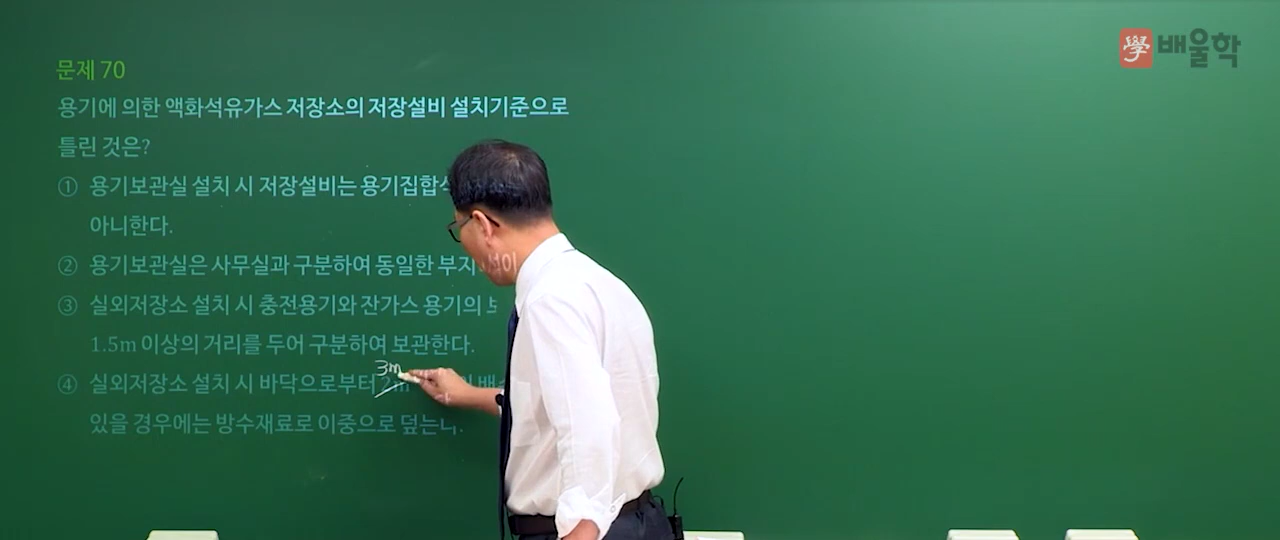 學 배울학
문제 70
용기에 의한 액화석유가스 저장소의 저장설비 설치기준으로
틀린 것은?
① 용기보관실 설치 시 저장설비는 용기집합
아니한다.
② 용기보관실은 사무실과 구분하여 동일한 부지
③ 실외저장소 설치 시 충전용기와 잔가스 용기의
1.5m 이상의 거리를 두어 구분하여 보관한다.
3m
④ 실외저장소 설치 시 바닥으로부터 2m
있을 경우에는 방수재료로 이중으로 덮는다.